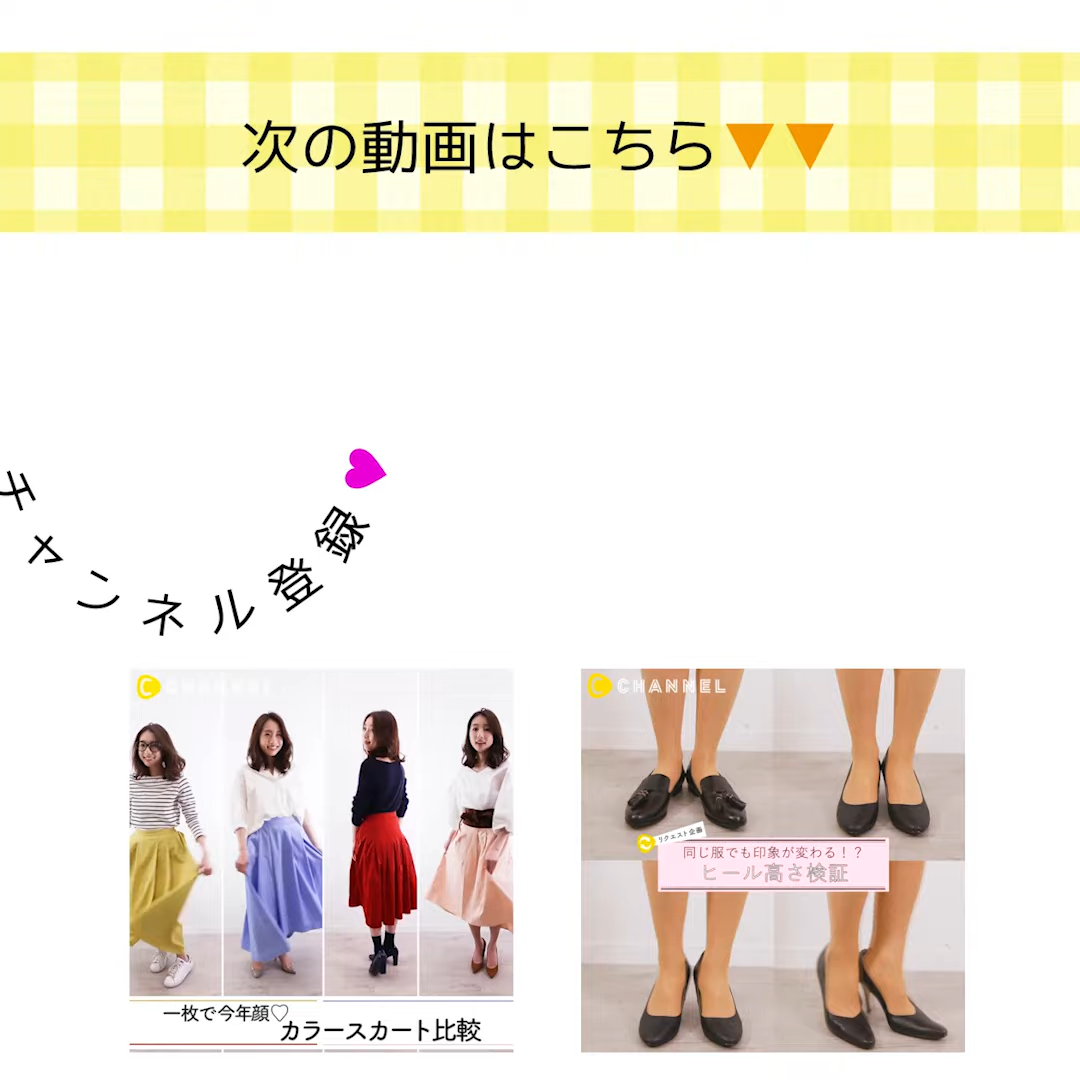 次の動画はこちら▼▼
チャンネル登録♥
C CHANNEL
一枚で今年顔♡
カラースカート比較
C CHANNEL
リクエスト企画
同じ服でも印象が変わる！？
ヒール高さ検証